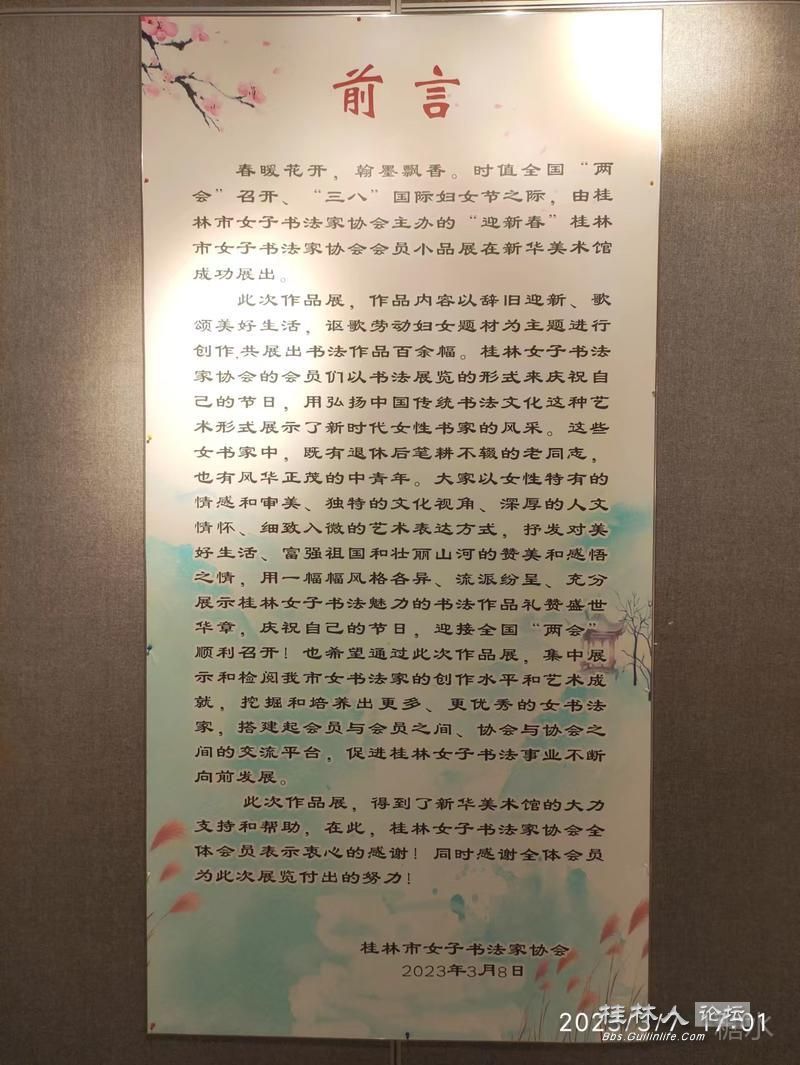 前言
春暖花开，翰墨飘香。时值全国“两
会”召开、“三八”国际妇女节之际，由桂
林市女子书法家协会主办的“迎新春”桂林
市女子书法家协会会员小品展在新华美术馆
成功展出。
此次作品展，作品内容以辞旧迎新、歌
颂美好生活，讴歌劳动妇女题材为主题进行
创作,共展出书法作品百余幅。桂林女子书法
家协会的会员们以书法展览的形式来庆祝自
己的节日，用弘扬中国传统书法文化这种艺
术形式展示了新时代女性书家的风采。这些
女书家中，既有退休后笔耕不辍的老同志，
也有风华正茂的中青年。大家以女性特有的
情感和审美、独特的文化视角、深厚的人文
情怀、细致入微的艺术表达方式，抒发对美
好生活、富强祖国和壮丽山河的赞美和感悟
之情，用一幅幅风格各异、流派纷呈、充分
展示桂林女子书法魅力的书法作品礼赞盛世
华章，庆祝自己的节日，迎接全国“两会”
顺利召开！也希望通过此次作品展，集中展
示和检阅我市女书法家的创作水平和艺术成
就，挖掘和培养出更多、更优秀的女书法
家，搭建起会员与会员之间、协会与协会之
间的交流平台，促进桂林女子书法事业不断
向前发展。
此次作品展，得到了新华美术馆的大力
支持和帮助，在此，桂林女子书法家协会全
体会员表示衷心的感谢！同时感谢全体会员
为此次展览付出的努力！
桂林市女子书法家协会
2023年3月8日
2023/3/7 17:01
桂林人论坛
糖水
Bbs.Guilinlife.Com